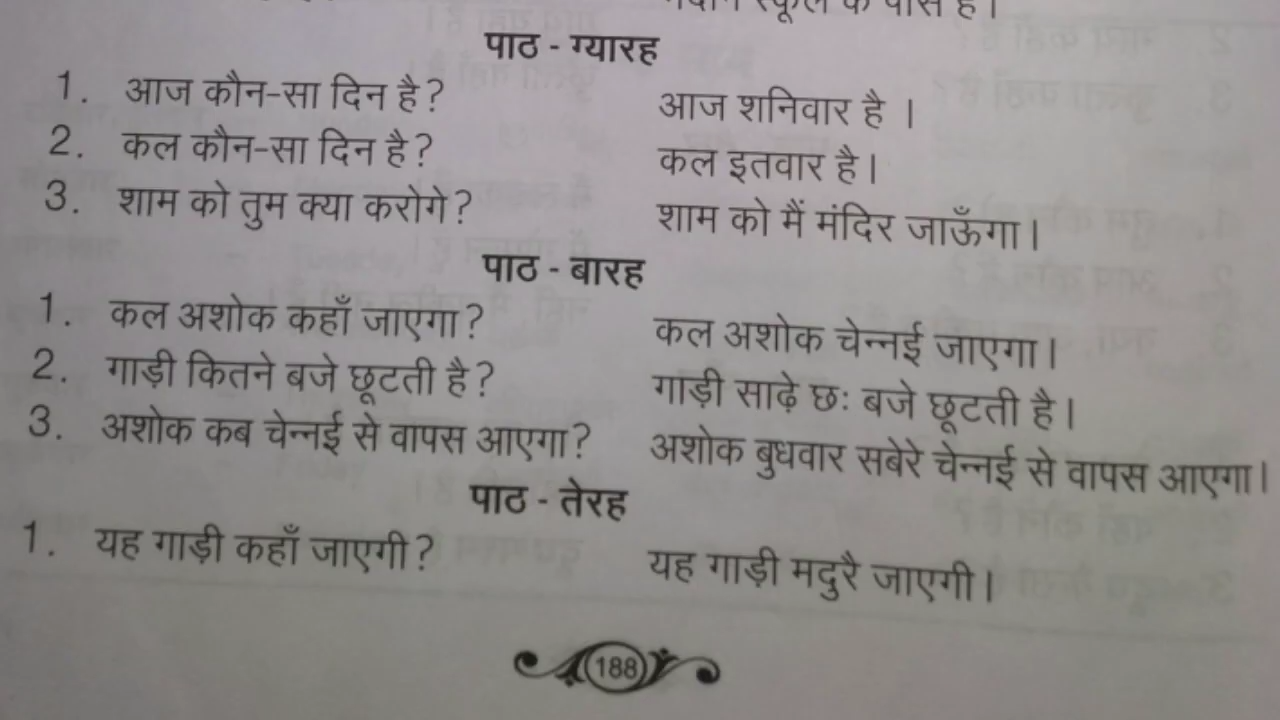 स्कूल के पास है।
पाठ - ग्यारह
1. आज कौन-सा दिन है? आज शनिवार है ।
2. कल कौन-सा दिन है? कल इतवार है।
3. शाम को तुम क्या करोगे? शाम को मैं मंदिर जाऊँगा।
पाठ - बारह
1. कल अशोक कहाँ जाएगा? कल अशोक चेन्नई जाएगा।
2. गाड़ी कितने बजे छूटती है? गाड़ी साढ़े छः बजे छूटती है।
3. अशोक कब चेन्नई से वापस आएगा? अशोक बुधवार सबेरे चेन्नई से वापस आएगा।
पाठ - तेरह
1. यह गाड़ी कहाँ जाएगी? यह गाड़ी मदुरै जाएगी।
188